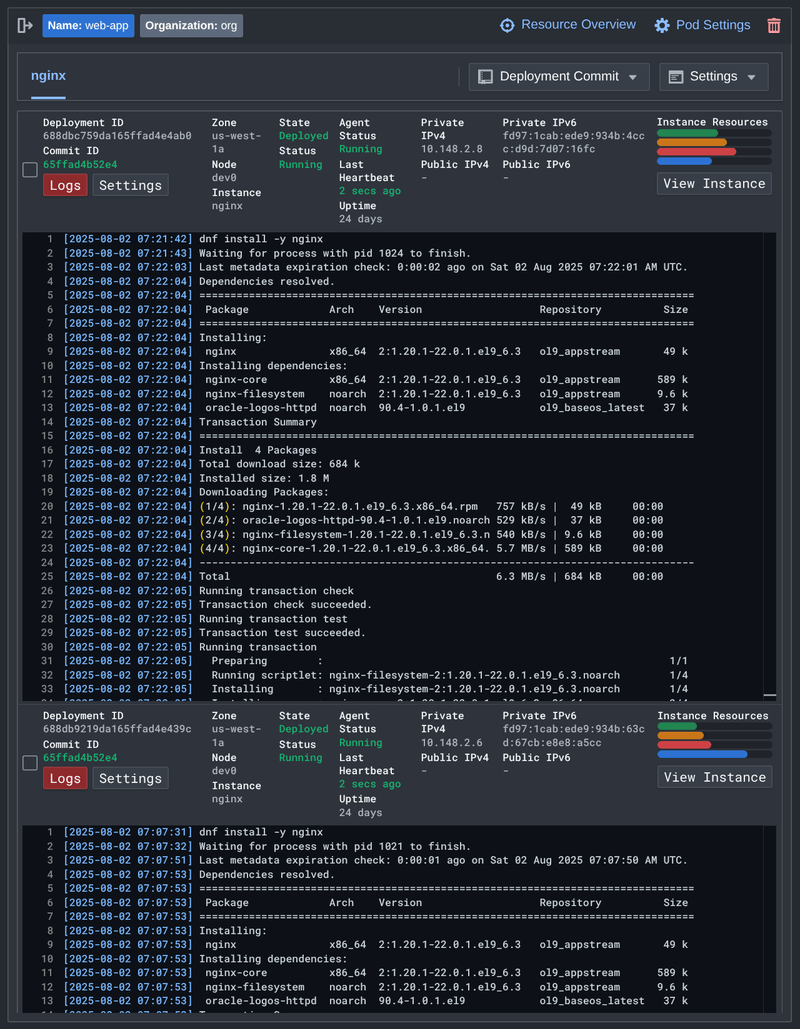 Name: web-app Organization: org Resource Overview Pod Settings
nginx Deployment Commit Settings
Deployment ID
688dbc759da165ffad4e4ab0
Commit ID
65ffad4b52e4
Logs Settings
Zone
us-west-
1a
Node
dev0
Instance
nginx
State
Deployed
Status
Running
Agent
Status
Running
Last
Heartbeat
2 secs ago
Uptime
24 days
Private
IPv4
10.148.2.8
Public IPv4
-
Private IPv6
fd97:1cab:ede9:934b:4cc
c:d9d:7d07:16fc
Public IPv6
-
Instance Resources
View Instance
1 [2025-08-02 07:21:42] dnf install -y nginx
2 [2025-08-02 07:21:43] Waiting for process with pid 1024 to finish.
3 [2025-08-02 07:22:03] Last metadata expiration check: 0:00:02 ago on Sat 02 Aug 2025 07:22:01 AM UTC.
4 [2025-08-02 07:22:04] Dependencies resolved.
5 [2025-08-02 07:22:04] ================================================================================
6 [2025-08-02 07:22:04] Package Arch Version Repository Size
7 [2025-08-02 07:22:04] ================================================================================
8 [2025-08-02 07:22:04] Installing:
9 [2025-08-02 07:22:04] nginx x86_64 2:1.20.1-22.0.1.el9_6.3 ol9_appstream 49 k
10 [2025-08-02 07:22:04] Installing dependencies:
11 [2025-08-02 07:22:04] nginx-core x86_64 2:1.20.1-22.0.1.el9_6.3 ol9_appstream 589 k
12 [2025-08-02 07:22:04] nginx-filesystem noarch 2:1.20.1-22.0.1.el9_6.3 ol9_appstream 9.6 k
13 [2025-08-02 07:22:04] oracle-logos-httpd noarch 90.4-1.0.1.el9 ol9_baseos_latest 37 k
14 [2025-08-02 07:22:04] Transaction Summary
15 [2025-08-02 07:22:04] ================================================================================
16 [2025-08-02 07:22:04] Install 4 Packages
17 [2025-08-02 07:22:04] Total download size: 684 k
18 [2025-08-02 07:22:04] Installed size: 1.8 M
19 [2025-08-02 07:22:04] Downloading Packages:
20 [2025-08-02 07:22:04] (1/4): nginx-1.20.1-22.0.1.el9_6.3.x86_64.rpm 757 kB/s | 49 kB 00:00
21 [2025-08-02 07:22:04] (2/4): oracle-logos-httpd-90.4-1.0.1.el9.noarch 529 kB/s | 37 kB 00:00
22 [2025-08-02 07:22:04] (3/4): nginx-filesystem-1.20.1-22.0.1.el9_6.3.n 540 kB/s | 9.6 kB 00:00
23 [2025-08-02 07:22:04] (4/4): nginx-core-1.20.1-22.0.1.el9_6.3.x86_64. 5.7 MB/s | 589 kB 00:00
24 [2025-08-02 07:22:04] --------------------------------------------------------------------------------
25 [2025-08-02 07:22:04] Total 6.3 MB/s | 684 kB 00:00
26 [2025-08-02 07:22:05] Running transaction check
27 [2025-08-02 07:22:05] Transaction check succeeded.
28 [2025-08-02 07:22:05] Running transaction test
29 [2025-08-02 07:22:05] Transaction test succeeded.
30 [2025-08-02 07:22:05] Running transaction
31 [2025-08-02 07:22:05] Preparing : 1/1
32 [2025-08-02 07:22:05] Running scriptlet: nginx-filesystem-2:1.20.1-22.0.1.el9_6.3.noarch 1/4
33 [2025-08-02 07:22:05] Installing : nginx-filesystem-2:1.20.1-22.0.1.el9_6.3.noarch 1/4
Deployment ID
688db9219da165ffad4e439c
Commit ID
65ffad4b52e4
Logs Settings
Zone
us-west-
1a
Node
dev0
Instance
nginx
State
Deployed
Status
Running
Agent
Status
Running
Last
Heartbeat
2 secs ago
Uptime
24 days
Private
IPv4
10.148.2.6
Public IPv4
-
Private IPv6
fd97:1cab:ede9:934b:63c
d:67cb:e8e8:a5cc
Public IPv6
-
Instance Resources
View Instance
1 [2025-08-02 07:07:31] dnf install -y nginx
2 [2025-08-02 07:07:32] Waiting for process with pid 1021 to finish.
3 [2025-08-02 07:07:51] Last metadata expiration check: 0:00:01 ago on Sat 02 Aug 2025 07:07:50 AM UTC.
4 [2025-08-02 07:07:53] Dependencies resolved.
5 [2025-08-02 07:07:53] ================================================================================
6 [2025-08-02 07:07:53] Package Arch Version Repository Size
7 [2025-08-02 07:07:53] ================================================================================
8 [2025-08-02 07:07:53] Installing:
9 [2025-08-02 07:07:53] nginx x86_64 2:1.20.1-22.0.1.el9_6.3 ol9_appstream 49 k
10 [2025-08-02 07:07:53] Installing dependencies:
11 [2025-08-02 07:07:53] nginx-core x86_64 2:1.20.1-22.0.1.el9_6.3 ol9_appstream 589 k
12 [2025-08-02 07:07:53] nginx-filesystem noarch 2:1.20.1-22.0.1.el9_6.3 ol9_appstream 9.6 k
13 [2025-08-02 07:07:53] oracle-logos-httpd noarch 90.4-1.0.1.el9 ol9_baseos_latest 37 k